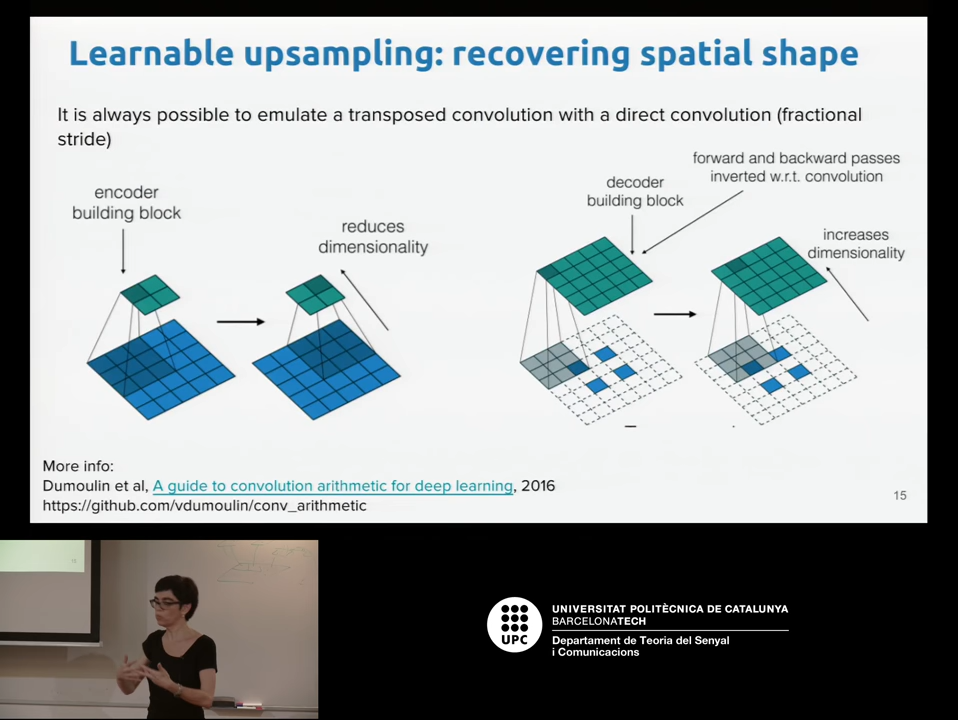 Learnable upsampling: recovering spatial shape
It is always possible to emulate a transposed convolution with a direct convolution (fractional
stride)
encoder
building block
reduces
dimensionality
decoder
building block
forward and backward passes
inverted w.r.t. convolution
increases
dimensionality
More info:
Dumoulin et al, A guide to convolution arithmetic for deep learning, 2016
https://github.com/vdumoulin/conv_arithmetic
15
UPC
UNIVERSITAT POLITÈCNICA DE CATALUNYA
BARCELONATECH
Departament de Teoria del Senyal
i Comunicacions